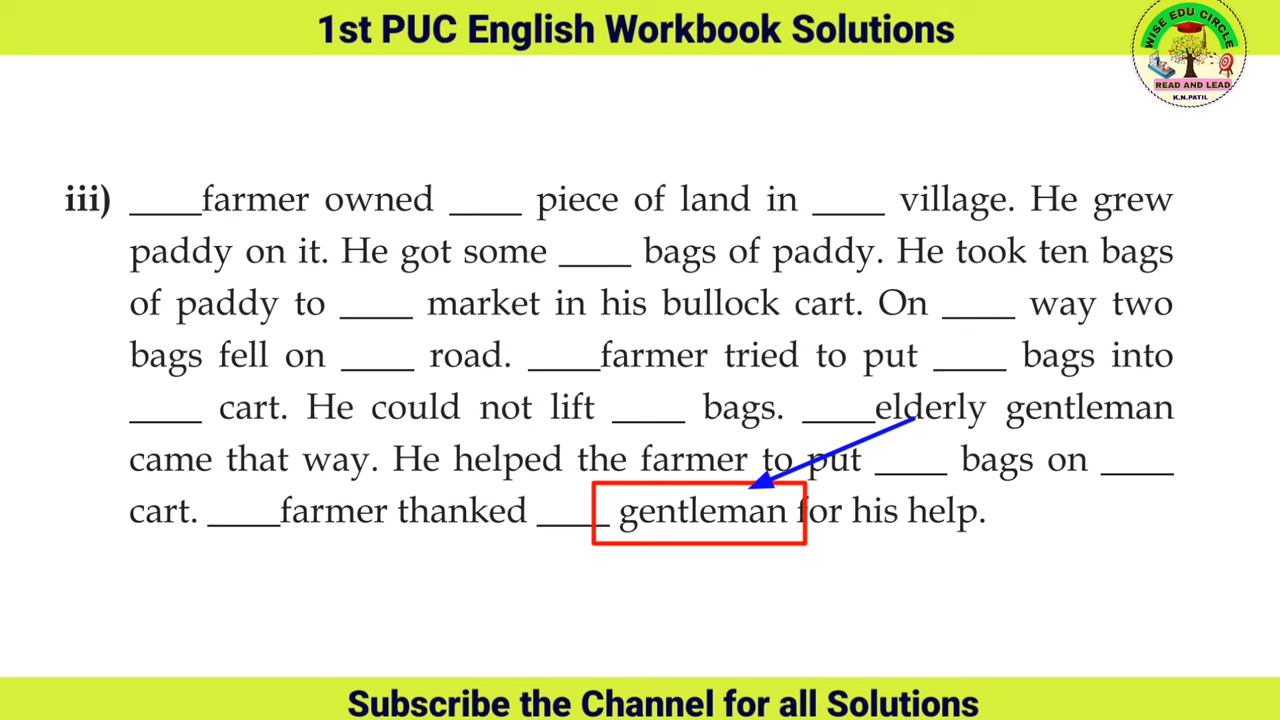 1st PUC English Workbook Solutions
WISE EDU CIRCLE
READ AND LEAD
K.N.PATIL
iii) ____farmer owned ____ piece of land in ____ village. He grew
paddy on it. He got some ____ bags of paddy. He took ten bags
of paddy to ____ market in his bullock cart. On ____ way two
bags fell on ____ road. ____farmer tried to put ____ bags into
____ cart. He could not lift ____ bags. ____elderly gentleman
came that way. He helped the farmer to put ____ bags on ____
cart. ____farmer thanked ____ gentleman for his help.
Subscribe the Channel for all Solutions